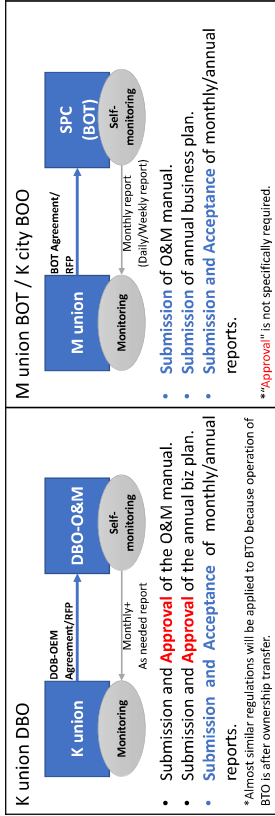 K union DBO
K union
Monitoring
DOB-OEM
Agreement/RFP
Monthly+
As needed report
DBO-O&M
Self-
monitoring
• Submission and Approval of the O&M manual.
• Submission and Approval of the annual biz plan.
• Submission and Acceptance of monthly/annual
reports.
*Almost similar regulations will be applied to BTO because operation of
BTO is after ownership transfer.
M union BOT / K city BOO
M union
Monitoring
BOT Agreement/
RFP
Monthly report
(Daily/Weekly report)
SPC
(BOT)
Self-
monitoring
• Submission of O&M manual.
• Submission of annual business plan.
• Submission and Acceptance of monthly/annual
reports.
*“Approval” is not specifically required.